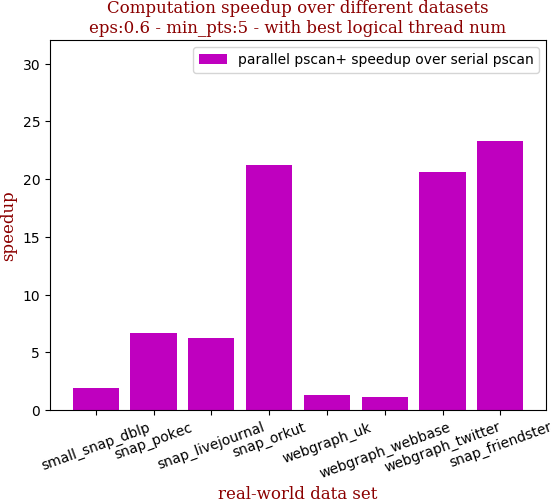 Computation speedup over different datasets
eps:0.6 - min_pts:5 - with best logical thread num
parallel pscan+ speedup over serial pscan
speedup
30
25
20
15
10
5
0
small_snap_dblp
snap_pokec
snap_livejournal
snap_orkut
webgraph_uk
webgraph_webbase
webgraph_twitter
snap_friendster
real-world data set